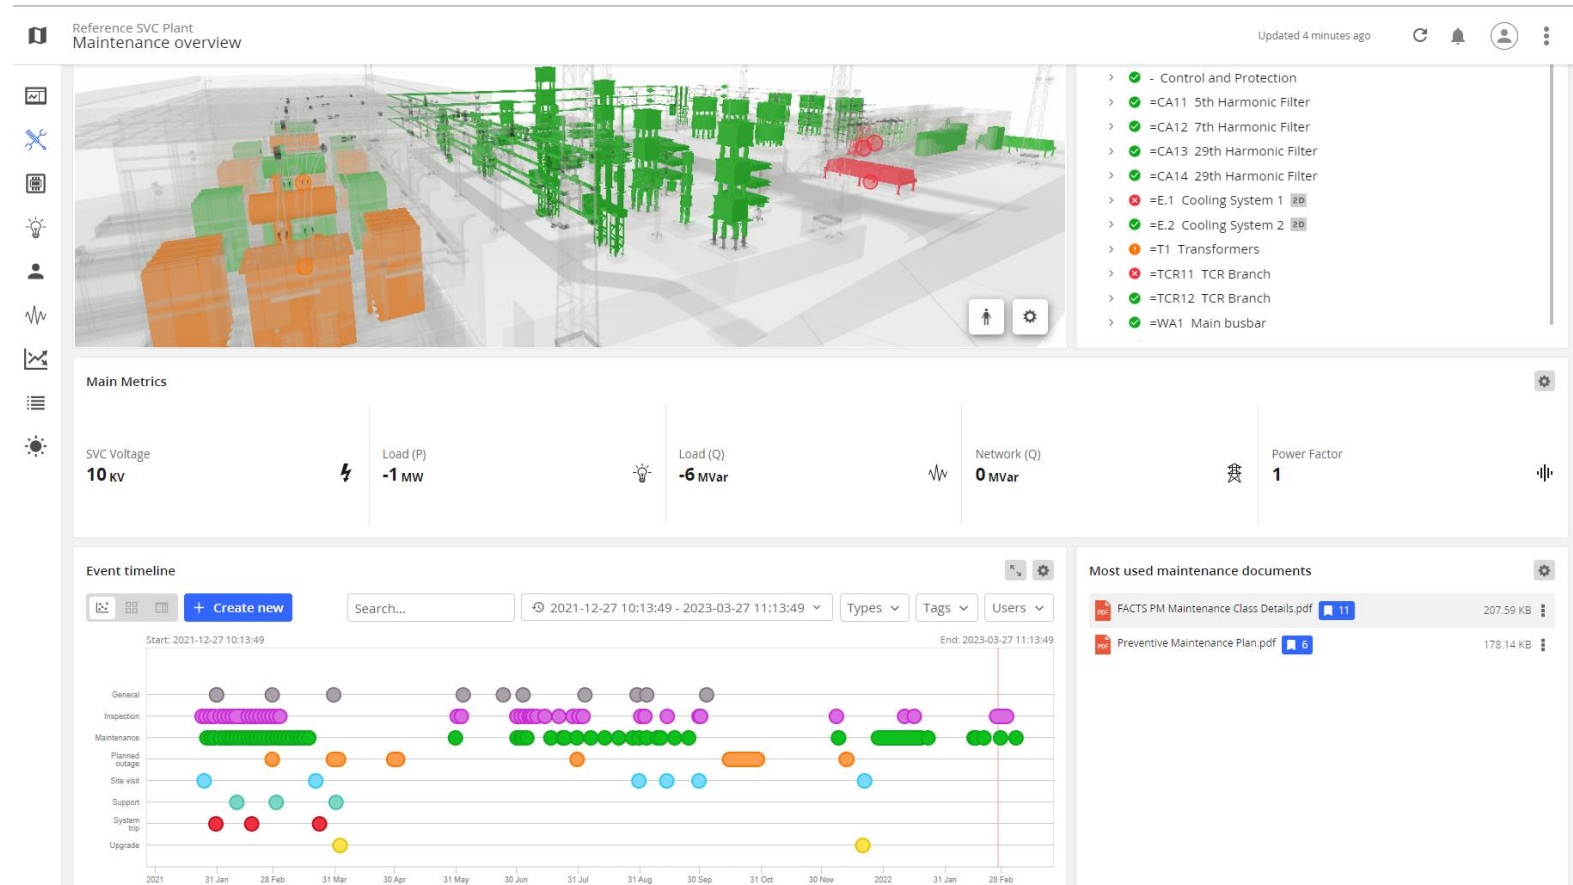 Reference SVC Plant
Maintenance overview
Updated 4 minutes ago
- Control and Protection
=CA11 5th Harmonic Filter
=CA12 7th Harmonic Filter
=CA13 29th Harmonic Filter
=CA14 29th Harmonic Filter
=E.1 Cooling System 1 2D
=E.2 Cooling System 2 2D
=T1 Transformers
=TCR11 TCR Branch
=TCR12 TCR Branch
=WA1 Main busbar
Main Metrics
SVC Voltage
10 KV
Load (P)
-1 MW
Load (Q)
-6 MVar
Network (Q)
0 MVar
Power Factor
1
Event timeline
+ Create new
Search...
2021-12-27 10:13:49 - 2023-03-27 11:13:49
Types
Tags
Users
Start: 2021-12-27 10:13:49
End: 2023-03-27 11:13:49
General
Inspection
Maintenance
Planned
outage
Site visit
Support
System
trip
Upgrade
2021 31 Jan 28 Feb 31 Mar 30 Apr 31 May 30 Jun 31 Jul 31 Aug 30 Sep 31 Oct 30 Nov 2022 31 Jan 28 Feb
Most used maintenance documents
PDF FACTS PM Maintenance Class Details.pdf 11 207.59 KB
PDF Preventive Maintenance Plan.pdf 6 178.14 KB